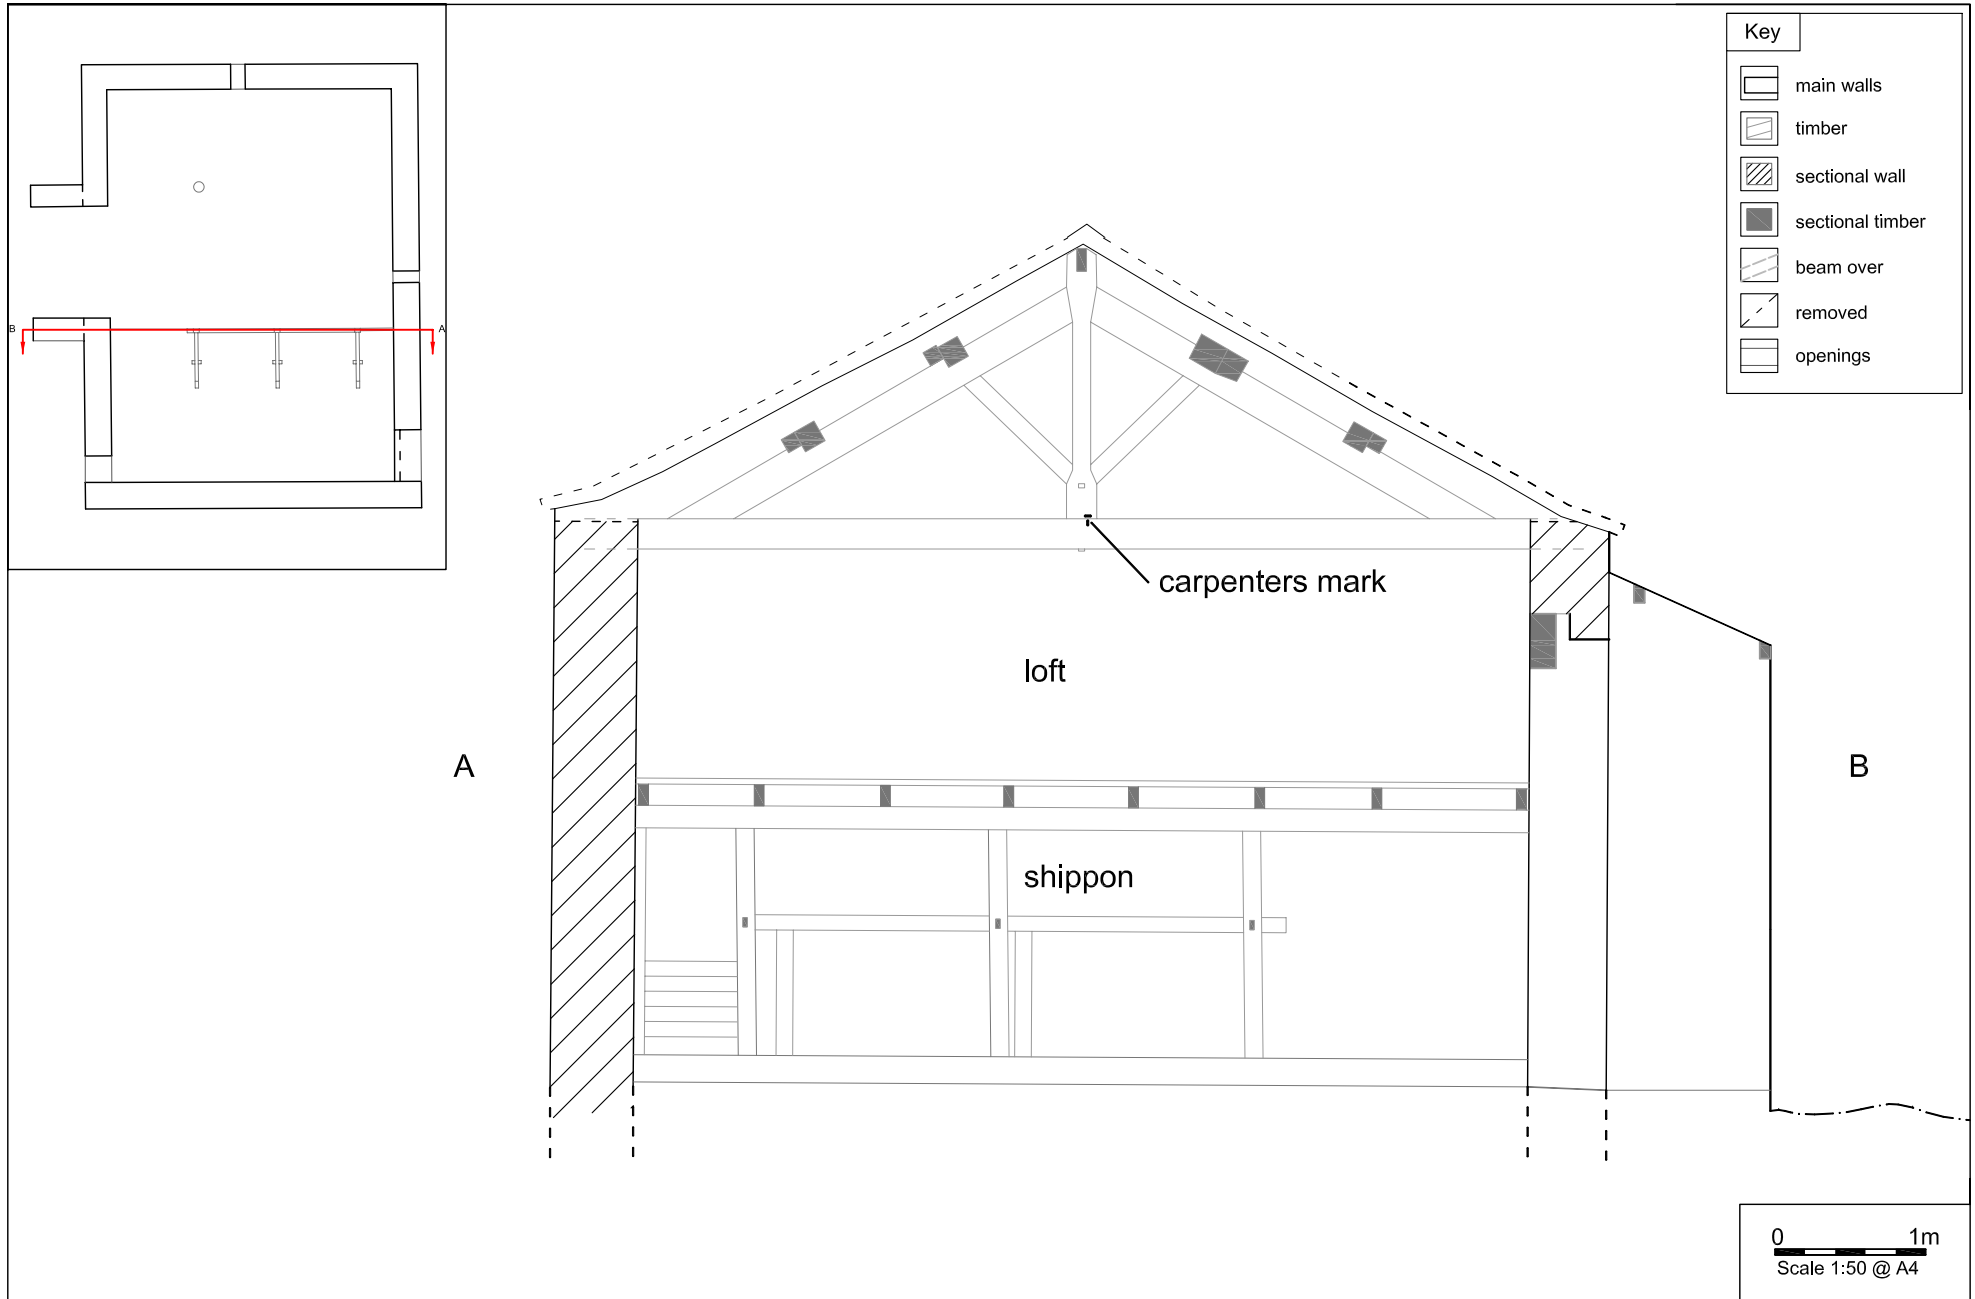 B
A
Key
main walls
timber
sectional wall
sectional timber
beam over
removed
openings
carpenters mark
loft
A
B
shippon
0 1m
Scale 1:50 @ A4